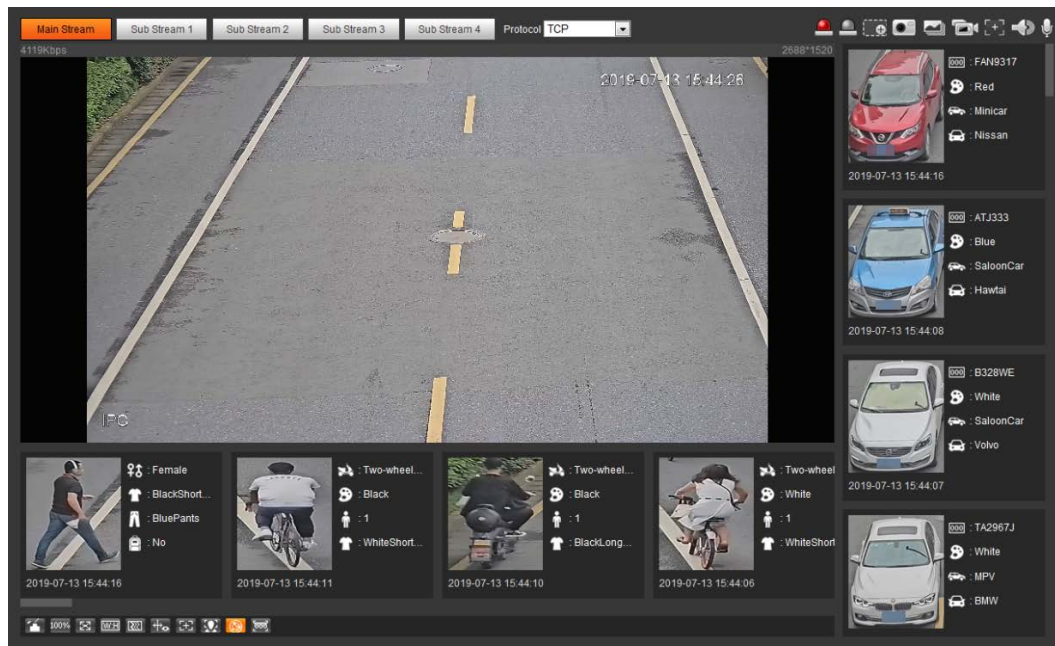 Main Stream Sub Stream 1 Sub Stream 2 Sub Stream 3 Sub Stream 4 Protocol TCP
4119Kbps 2688*1520
2019-07-13 15:44:26
IPC
: FAN9317
: Red
: Minicar
: Nissan
2019-07-13 15:44:16
: ATJ333
: Blue
: SaloonCar
: Hawtai
2019-07-13 15:44:08
: B328WE
: White
: SaloonCar
: Volvo
2019-07-13 15:44:07
: TA2967J
: White
: MPV
: BMW
: Female
: BlackShort...
: BluePants
: No
2019-07-13 15:44:16
: Two-wheel...
: Black
: 1
: WhiteShort...
2019-07-13 15:44:11
: Two-wheel...
: Black
: 1
: BlackLong...
2019-07-13 15:44:10
: Two-wheel
: White
: 1
: WhiteShort
2019-07-13 15:44:06
100% W:H